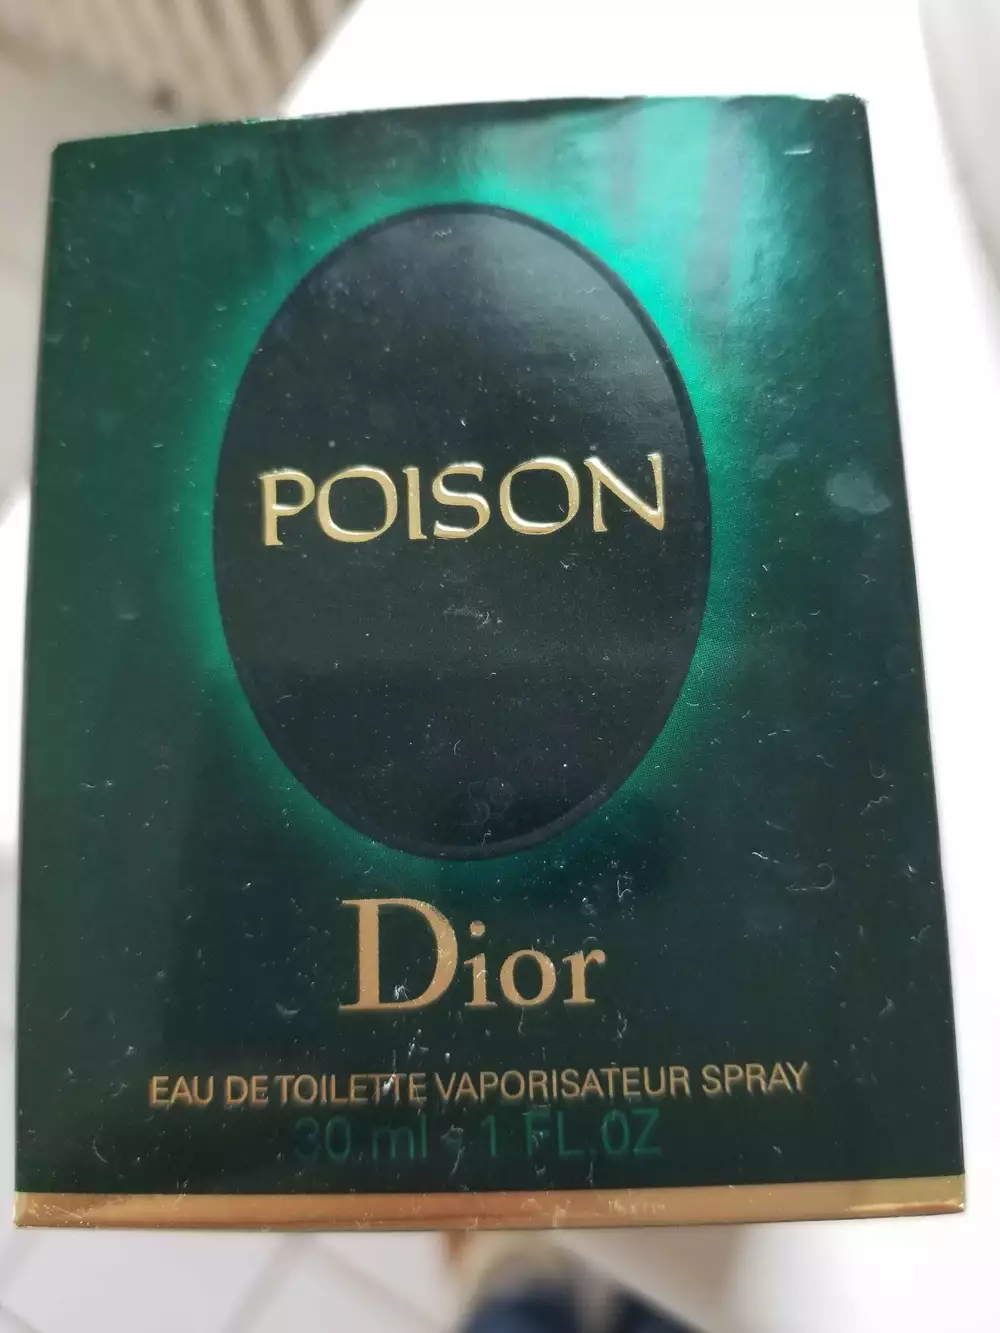 POISON
Dior
EAU DE TOILETTE VAPORISATEUR SPRAY
30 ml - 1 FL.OZ